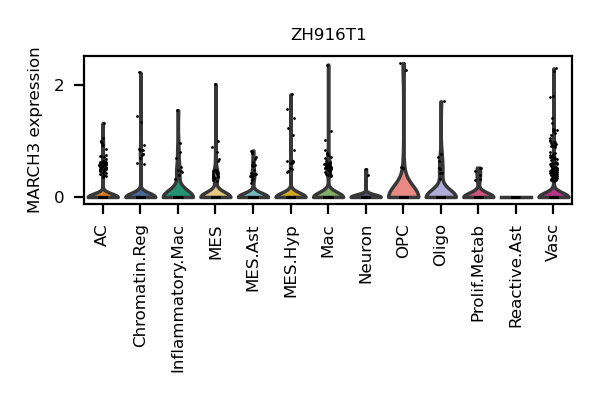 ZH916T1
MARCH3 expression
2
0
AC
Chromatin.Reg
Inflammatory.Mac
MES
MES.Ast
MES.Hyp
Mac
Neuron
OPC
Oligo
Prolif.Metab
Reactive.Ast
Vasc